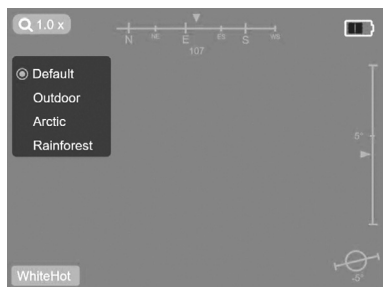 1.0 x
N NE E ES S WS
107
Default
Outdoor
Arctic
Rainforest
5°
WhiteHot
-5°